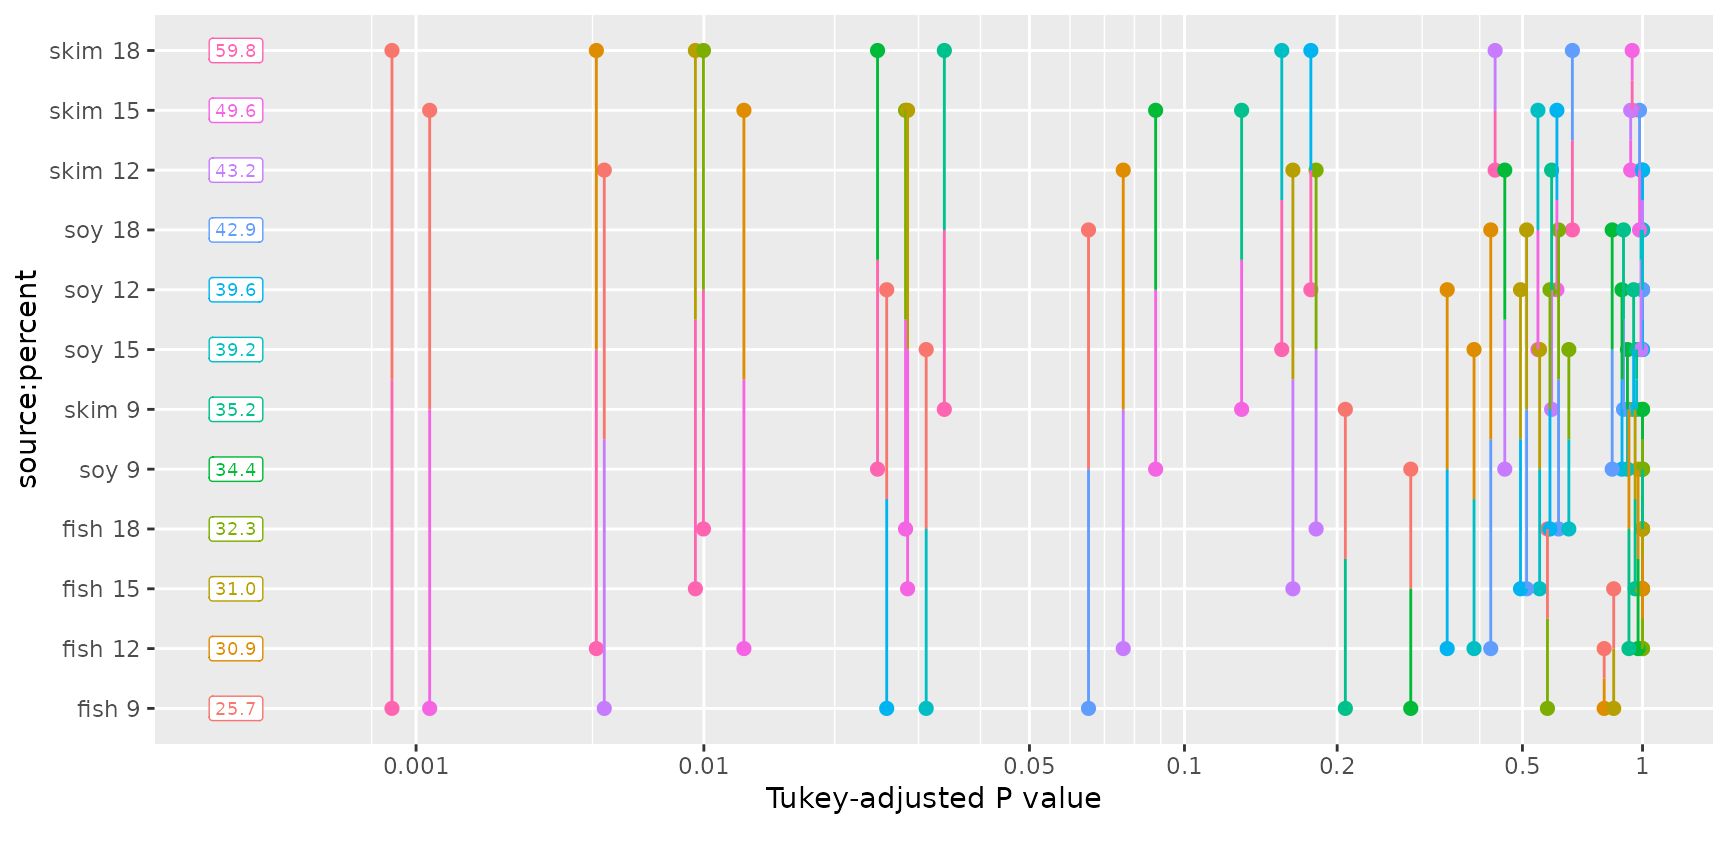 skim 18 59.8
skim 15 49.6
skim 12 43.2
soy 18 42.9
soy 12 39.6
soy 15 39.2
skim 9 35.2
soy 9 34.4
fish 18 32.3
fish 15 31.0
fish 12 30.9
fish 9 25.7
source:percent
0.001 0.01 0.05 0.1 0.2 0.5 1
Tukey-adjusted P value